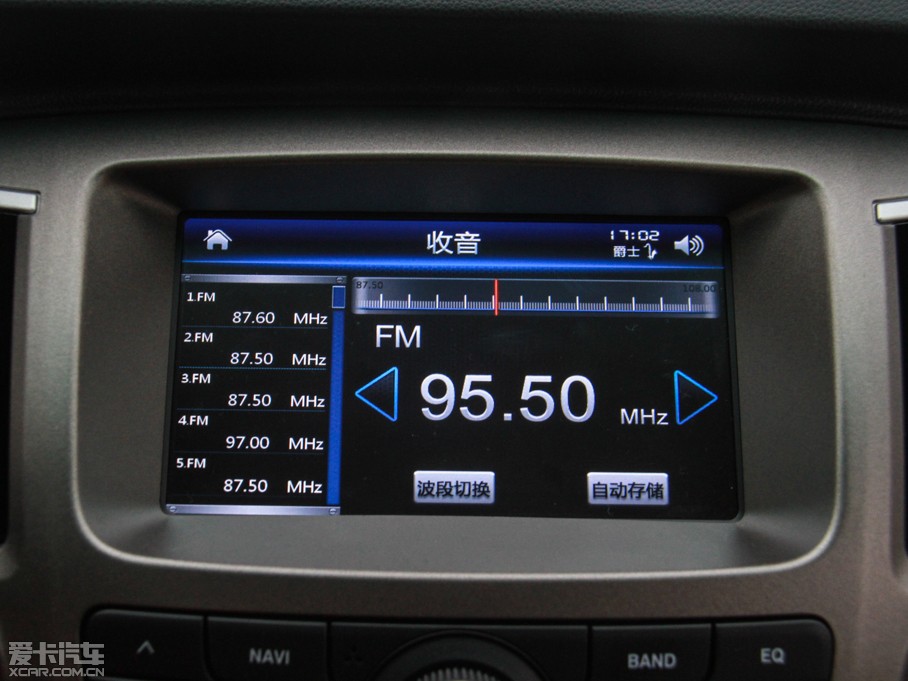 收音
17:02
爵士
1.FM
87.60 MHz
2.FM
87.50 MHz
3.FM
87.50 MHz
4.FM
97.00 MHz
5.FM
87.50 MHz
87.50 108.00
FM
95.50 MHz
波段切换 自动存储
NAVI BAND EQ
爱卡汽车
XCAR.COM.CN